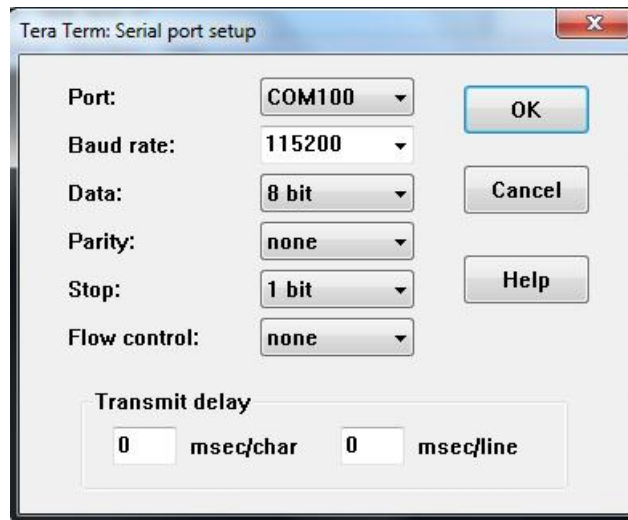 Tera Term: Serial port setup
Port: COM100 OK
Baud rate: 115200
Data: 8 bit Cancel
Parity: none
Stop: 1 bit Help
Flow control: none
Transmit delay
0 msec/char 0 msec/line